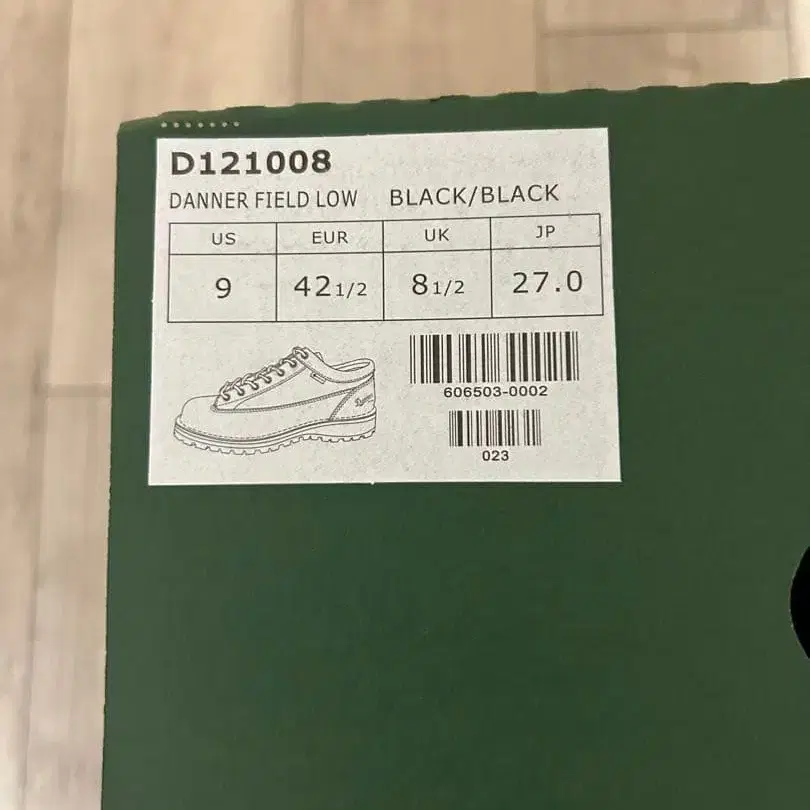 D121008
DANNER FIELD LOW BLACK/BLACK
US EUR UK JP
9 42 1/2 8 1/2 27.0
606503-0002
023